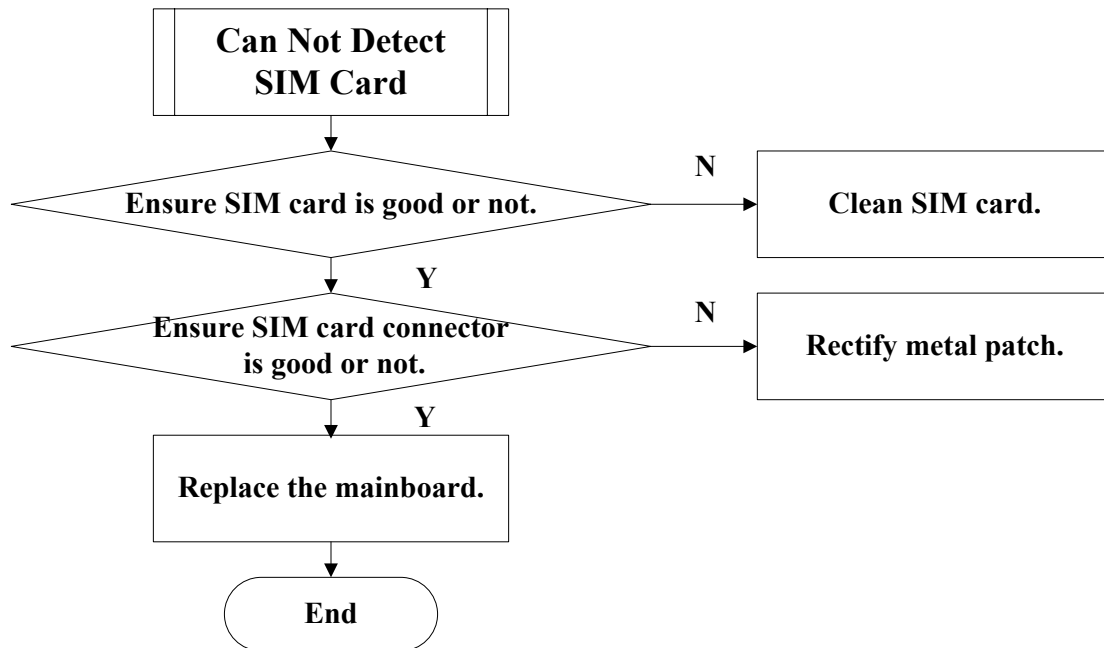 Can Not Detect
SIM Card
N
Ensure SIM card is good or not.
Clean SIM card.
Y
Ensure SIM card connector
is good or not.
N
Rectify metal patch.
Y
Replace the mainboard.
End